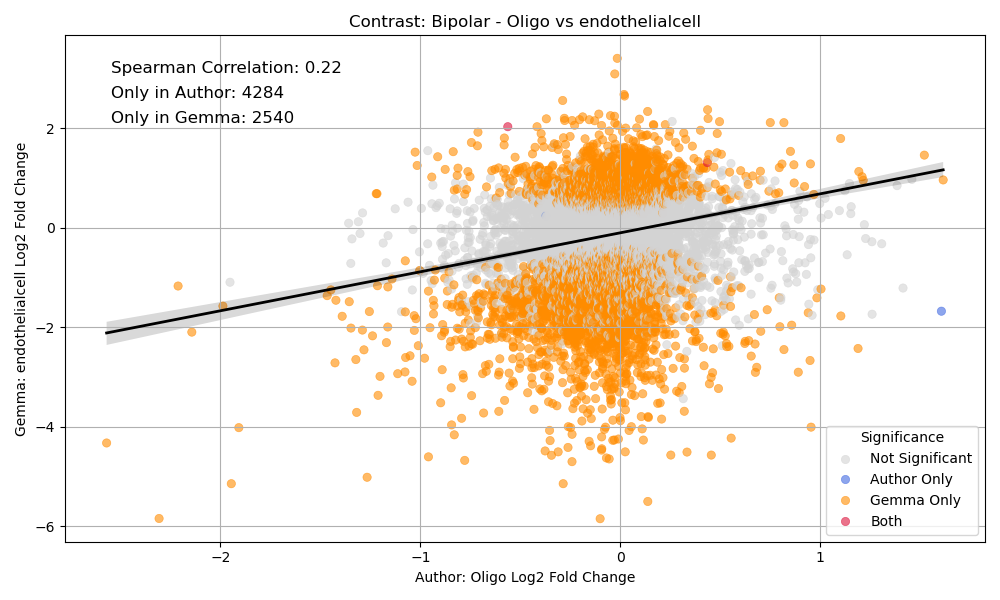 Contrast: Bipolar - Oligo vs endothelialcell
Spearman Correlation: 0.22
Only in Author: 4284
Only in Gemma: 2540
Gemma: endothelialcell Log2 Fold Change
2
0
−2
−4
−6
−2
−1
0
1
Author: Oligo Log2 Fold Change
Significance
Not Significant
Author Only
Gemma Only
Both